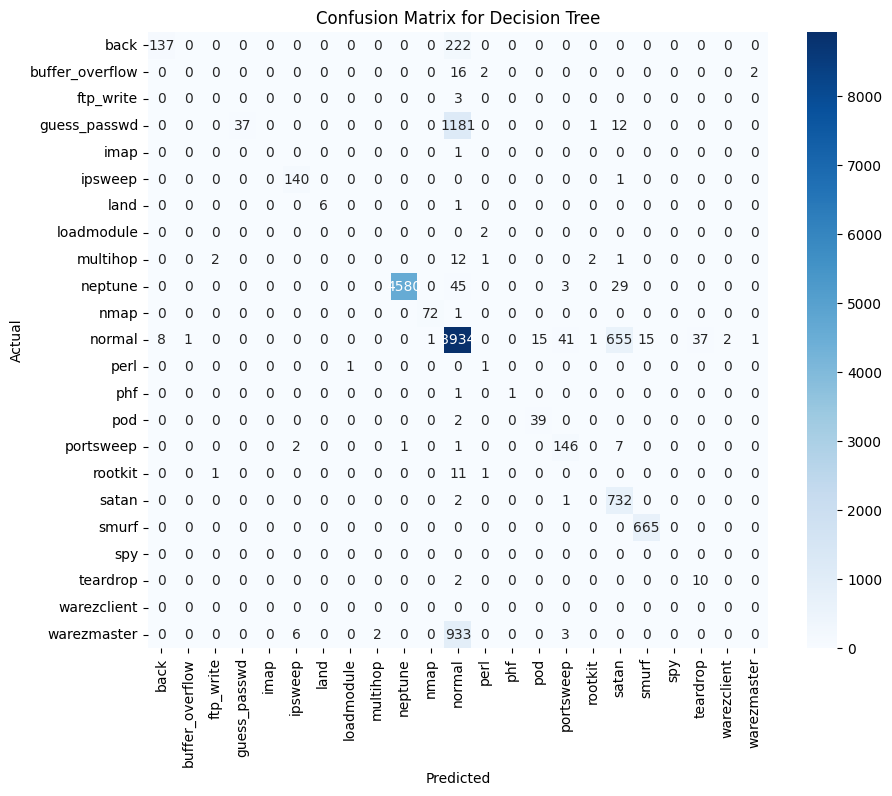 Confusion Matrix for Decision Tree
Actual
back 137 0 0 0 0 0 0 0 0 0 0 222 0 0 0 0 0 0 0 0 0 0 0
buffer_overflow 0 0 0 0 0 0 0 0 0 0 0 16 2 0 0 0 0 0 0 0 0 0 2
ftp_write 0 0 0 0 0 0 0 0 0 0 0 3 0 0 0 0 0 0 0 0 0 0 0
guess_passwd 0 0 0 37 0 0 0 0 0 0 0 1181 0 0 0 0 1 12 0 0 0 0 0
imap 0 0 0 0 0 0 0 0 0 0 0 1 0 0 0 0 0 0 0 0 0 0 0
ipsweep 0 0 0 0 0 140 0 0 0 0 0 0 0 0 0 0 0 1 0 0 0 0 0
land 0 0 0 0 0 0 6 0 0 0 0 1 0 0 0 0 0 0 0 0 0 0 0
loadmodule 0 0 0 0 0 0 0 0 0 0 0 0 2 0 0 0 0 0 0 0 0 0 0
multihop 0 0 2 0 0 0 0 0 0 0 0 12 1 0 0 0 2 1 0 0 0 0 0
neptune 0 0 0 0 0 0 0 0 0 4580 0 45 0 0 0 3 0 29 0 0 0 0 0
nmap 0 0 0 0 0 0 0 0 0 0 72 1 0 0 0 0 0 0 0 0 0 0 0
normal 8 1 0 0 0 0 0 0 0 0 1 8934 0 0 15 41 1 655 15 0 37 2 1
perl 0 0 0 0 0 0 0 1 0 0 0 0 1 0 0 0 0 0 0 0 0 0 0
phf 0 0 0 0 0 0 0 0 0 0 0 1 0 1 0 0 0 0 0 0 0 0 0
pod 0 0 0 0 0 0 0 0 0 0 0 2 0 0 39 0 0 0 0 0 0 0 0
portsweep 0 0 0 0 0 2 0 0 0 1 0 1 0 0 0 146 0 7 0 0 0 0 0
rootkit 0 0 1 0 0 0 0 0 0 0 0 11 1 0 0 0 0 0 0 0 0 0 0
satan 0 0 0 0 0 0 0 0 0 0 0 2 0 0 0 1 0 732 0 0 0 0 0
smurf 0 0 0 0 0 0 0 0 0 0 0 0 0 0 0 0 0 0 665 0 0 0 0
spy 0 0 0 0 0 0 0 0 0 0 0 0 0 0 0 0 0 0 0 0 0 0 0
teardrop 0 0 0 0 0 0 0 0 0 0 0 2 0 0 0 0 0 0 0 0 10 0 0
warezclient 0 0 0 0 0 0 0 0 0 0 0 0 0 0 0 0 0 0 0 0 0 0 0
warezmaster 0 0 0 0 0 6 0 0 2 0 0 933 0 0 0 3 0 0 0 0 0 0 0
back buffer_overflow ftp_write guess_passwd imap ipsweep land loadmodule multihop neptune nmap normal perl phf pod portsweep rootkit satan smurf spy teardrop warezclient warezmaster
Predicted
8000
7000
6000
5000
4000
3000
2000
1000
0